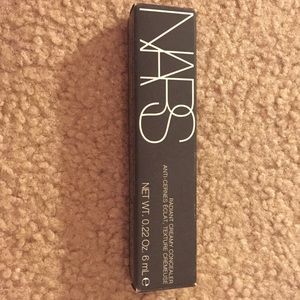 NARS
RADIANT CREAMY CONCEALER
ANTI-CERNES ÉCLAT, TEXTURE CRÉMEUSE
NET WT. 0.22 Oz. 6 mL ℮